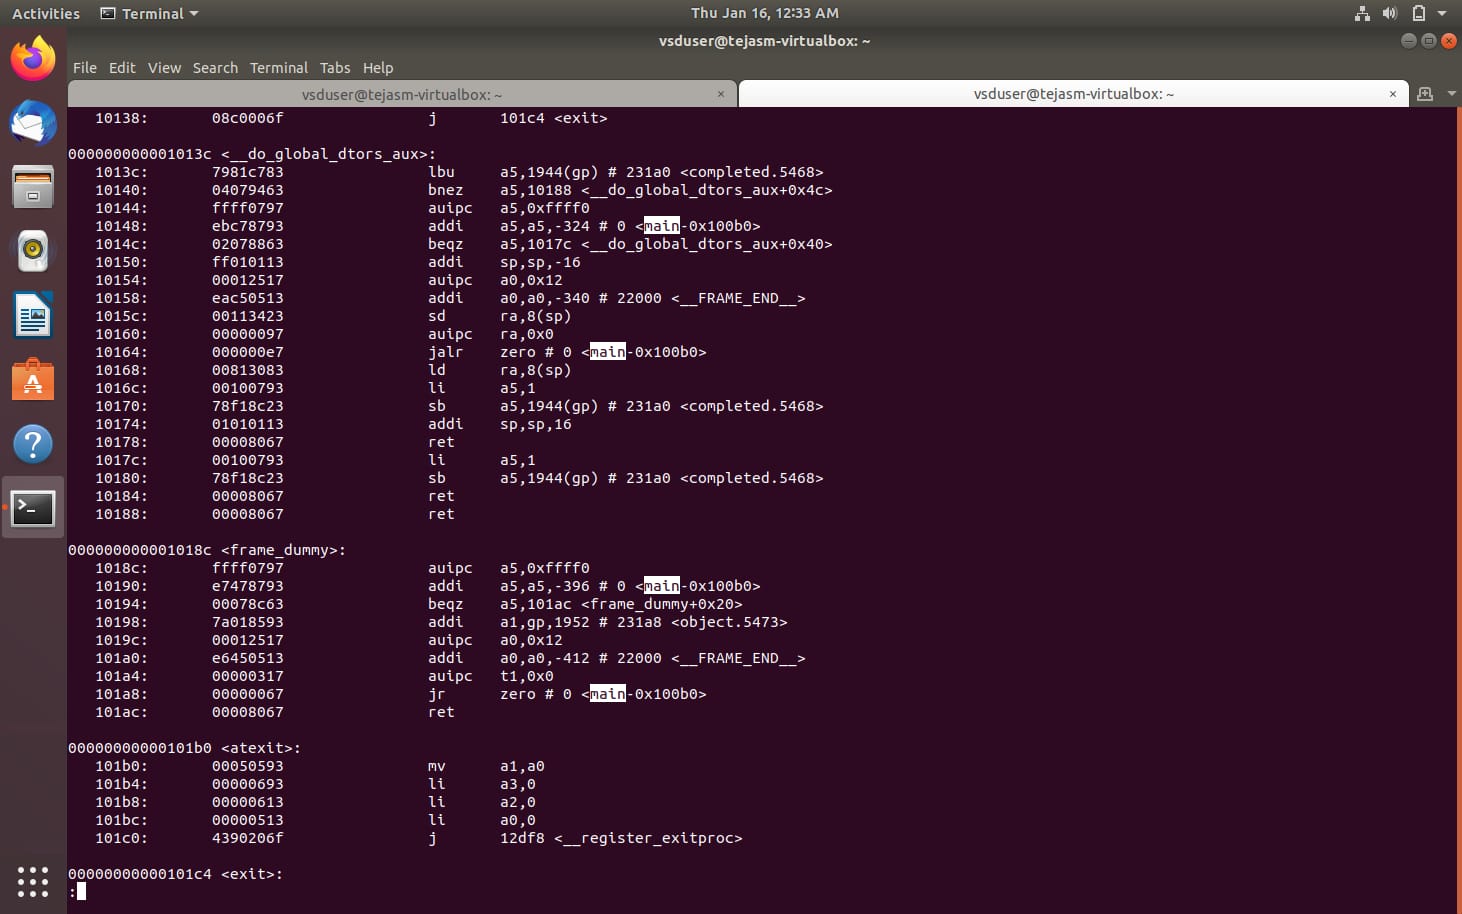 Activities Terminal Thu Jan 16, 12:33 AM
vsduser@tejasm-virtualbox: ~
File Edit View Search Terminal Tabs Help
vsduser@tejasm-virtualbox: ~ × vsduser@tejasm-virtualbox: ~ ×
10138: 08c0006f j 101c4 <exit>
000000000001013c <__do_global_dtors_aux>:
1013c: 7981c783 lbu a5,1944(gp) # 231a0 <completed.5468>
10140: 04079463 bnez a5,10188 <__do_global_dtors_aux+0x4c>
10144: ffff0797 auipc a5,0xffff0
10148: ebc78793 addi a5,a5,-324 # 0 <main-0x100b0>
1014c: 02078863 beqz a5,1017c <__do_global_dtors_aux+0x40>
10150: ff010113 addi sp,sp,-16
10154: 00012517 auipc a0,0x12
10158: eac50513 addi a0,a0,-340 # 22000 <__FRAME_END__>
1015c: 00113423 sd ra,8(sp)
10160: 00000097 auipc ra,0x0
10164: 000000e7 jalr zero # 0 <main-0x100b0>
10168: 00813083 ld ra,8(sp)
1016c: 00100793 li a5,1
10170: 78f18c23 sb a5,1944(gp) # 231a0 <completed.5468>
10174: 01010113 addi sp,sp,16
10178: 00008067 ret
1017c: 00100793 li a5,1
10180: 78f18c23 sb a5,1944(gp) # 231a0 <completed.5468>
10184: 00008067 ret
10188: 00008067 ret
000000000001018c <frame_dummy>:
1018c: ffff0797 auipc a5,0xffff0
10190: e7478793 addi a5,a5,-396 # 0 <main-0x100b0>
10194: 00078c63 beqz a5,101ac <frame_dummy+0x20>
10198: 7a018593 addi a1,gp,1952 # 231a8 <object.5473>
1019c: 00012517 auipc a0,0x12
101a0: e6450513 addi a0,a0,-412 # 22000 <__FRAME_END__>
101a4: 00000317 auipc t1,0x0
101a8: 00000067 jr zero # 0 <main-0x100b0>
101ac: 00008067 ret
00000000000101b0 <atexit>:
101b0: 00050593 mv a1,a0
101b4: 00000693 li a3,0
101b8: 00000613 li a2,0
101bc: 00000513 li a0,0
101c0: 4390206f j 12df8 <__register_exitproc>
00000000000101c4 <exit>:
: